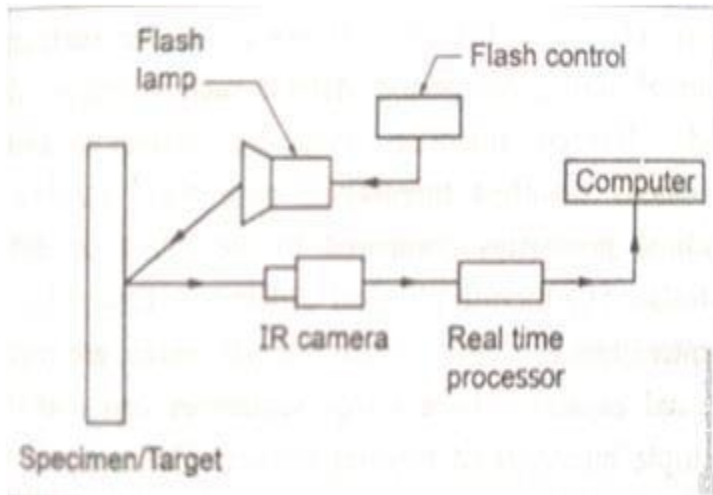 Flash
lamp
Flash control
Computer
IR camera
Real time
processor
Specimen/Target